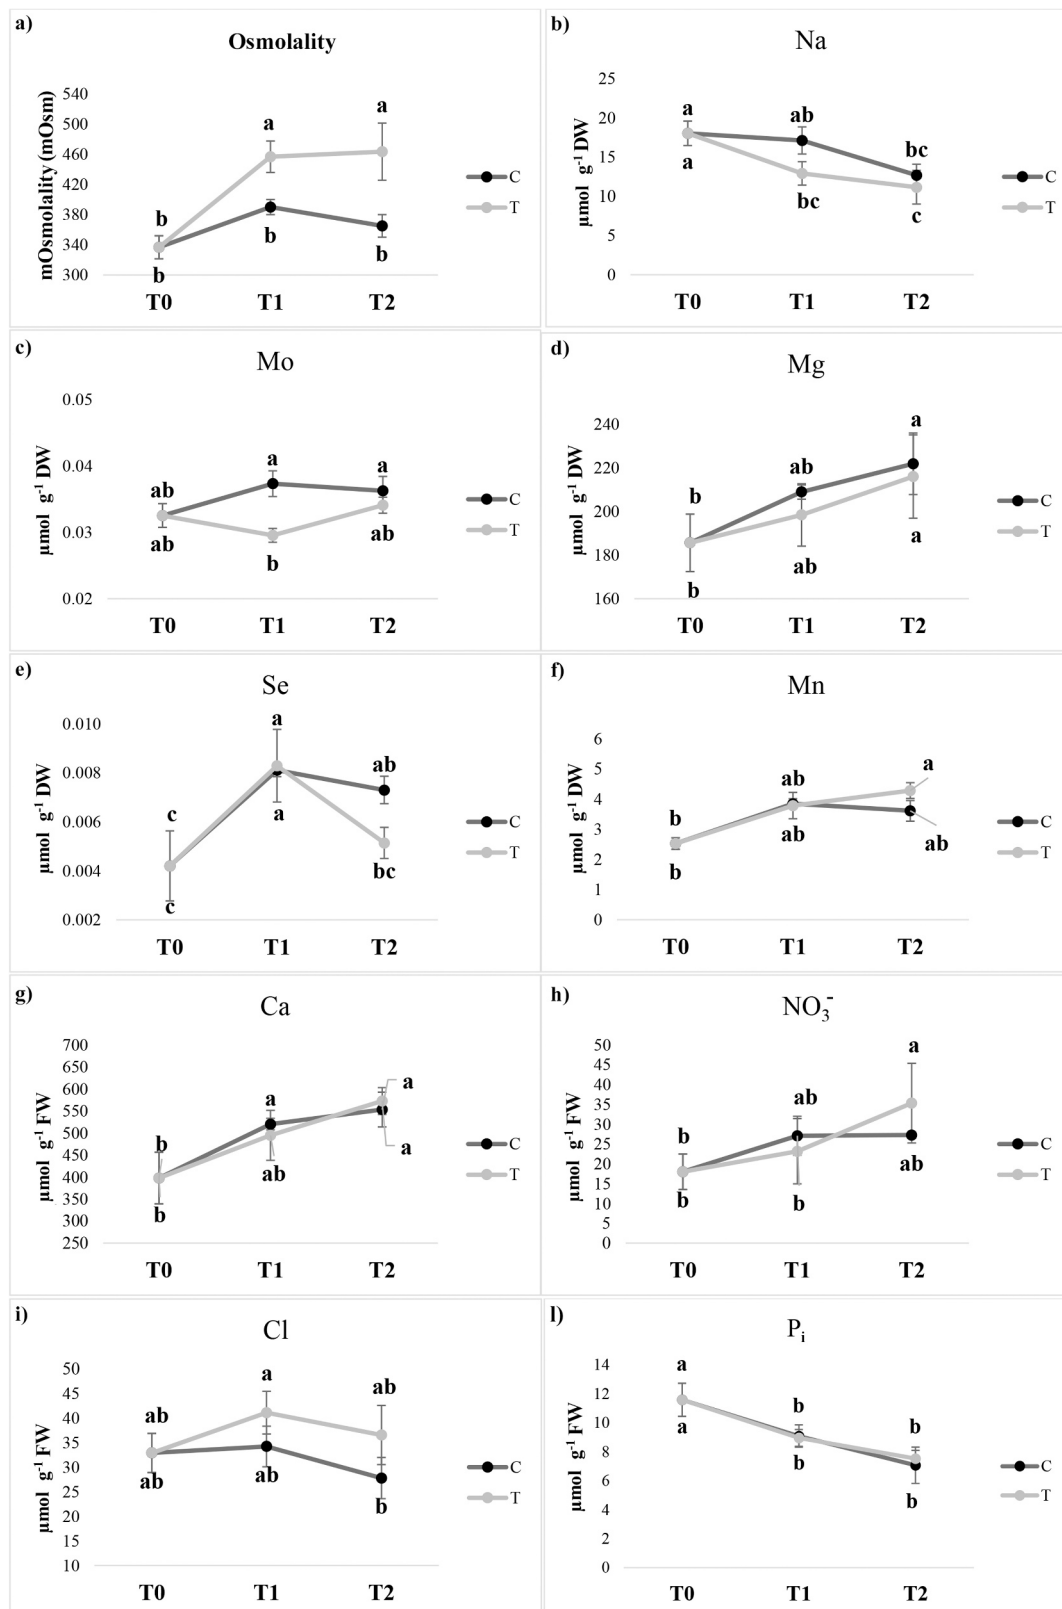 a)
Osmolality
mOsmolality (mOsm)
540
500
460
420
380
340
300
b
b
a
b
a
b
T0
T1
T2
C
T
b)
Na
µmol g⁻¹ DW
25
20
15
10
5
0
a
a
ab
bc
bc
c
T0
T1
T2
C
T
c)
Mo
µmol g⁻¹ DW
0.05
0.04
0.03
0.02
ab
ab
a
b
a
ab
T0
T1
T2
C
T
d)
Mg
µmol g⁻¹ DW
240
220
200
180
160
b
b
ab
ab
a
a
T0
T1
T2
C
T
e)
Se
µmol g⁻¹ DW
0.010
0.008
0.006
0.004
0.002
c
c
a
a
ab
bc
T0
T1
T2
C
T
f)
Mn
µmol g⁻¹ DW
6
5
4
3
2
1
0
b
b
ab
ab
a
ab
T0
T1
T2
C
T
g)
Ca
µmol g⁻¹ FW
700
650
600
550
500
450
400
350
300
250
b
b
a
ab
a
a
T0
T1
T2
C
T
h)
NO₃⁻
µmol g⁻¹ FW
50
45
40
35
30
25
20
15
10
5
0
b
b
ab
b
a
ab
T0
T1
T2
C
T
i)
Cl
µmol g⁻¹ FW
50
45
40
35
30
25
20
15
10
ab
ab
a
ab
ab
b
T0
T1
T2
C
T
l)
Pᵢ
µmol g⁻¹ FW
14
12
10
8
6
4
2
0
a
a
b
b
b
b
T0
T1
T2
C
T